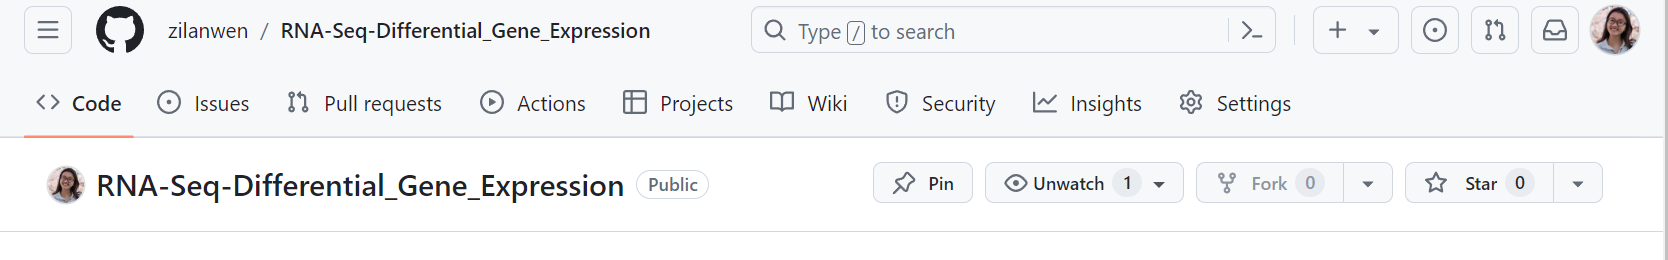 zilanwen / RNA-Seq-Differential_Gene_Expression Type / to search
Code Issues Pull requests Actions Projects Wiki Security Insights Settings
RNA-Seq-Differential_Gene_Expression Public Pin Unwatch 1 Fork 0 Star 0